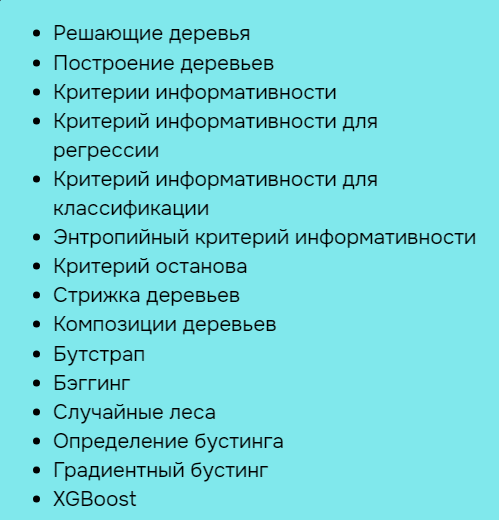 • Решающие деревья
• Построение деревьев
• Критерии информативности
• Критерий информативности для
регрессии
• Критерий информативности для
классификации
• Энтропийный критерий информативности
• Критерий останова
• Стрижка деревьев
• Композиции деревьев
• Бутстрап
• Бэггинг
• Случайные леса
• Определение бустинга
• Градиентный бустинг
• XGBoost